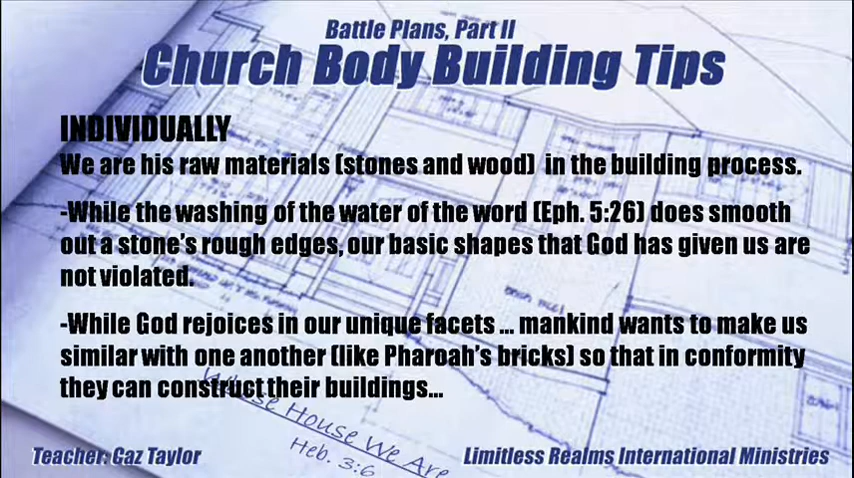 Battle Plans, Part II
Church Body Building Tips
INDIVIDUALLY
We are his raw materials (stones and wood) in the building process.
-While the washing of the water of the word (Eph. 5:26) does smooth
out a stone's rough edges, our basic shapes that God has given us are
not violated.
-While God rejoices in our unique facets ... mankind wants to make us
similar with one another (like Pharoah's bricks) so that in conformity
they can construct their buildings...
Whose House We Are
Heb. 3:6
Teacher: Caz Taylor
Limitless Realms International Ministries